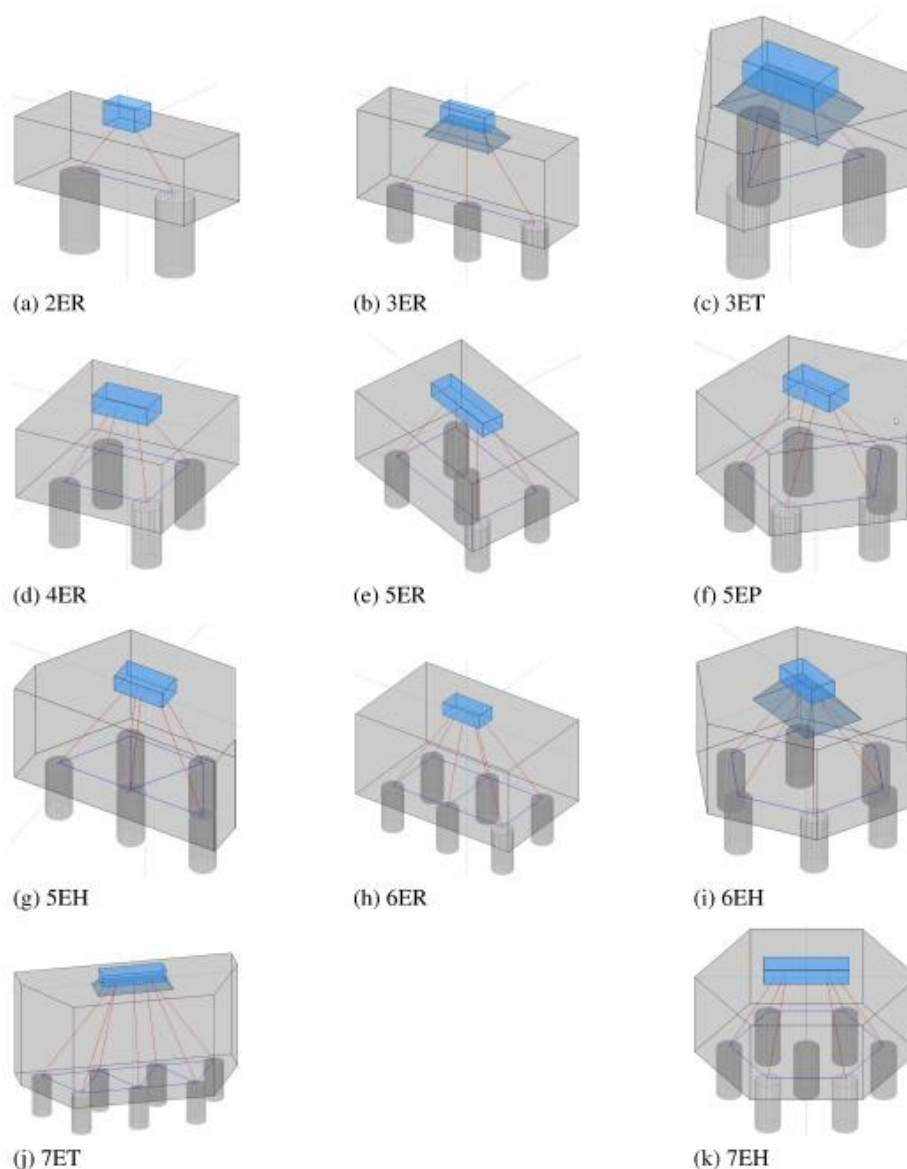 (a) 2ER
(b) 3ER
(c) 3ET
(d) 4ER
(e) 5ER
(f) 5EP
(g) 5EH
(h) 6ER
(i) 6EH
(j) 7ET
(k) 7EH